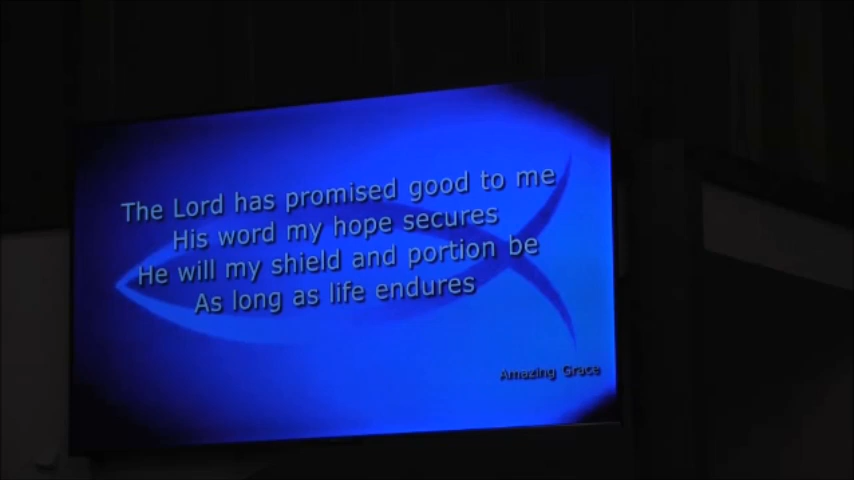 The Lord has promised good to me
His word my hope secures
He will my shield and portion be
As long as life endures
Amazing Grace